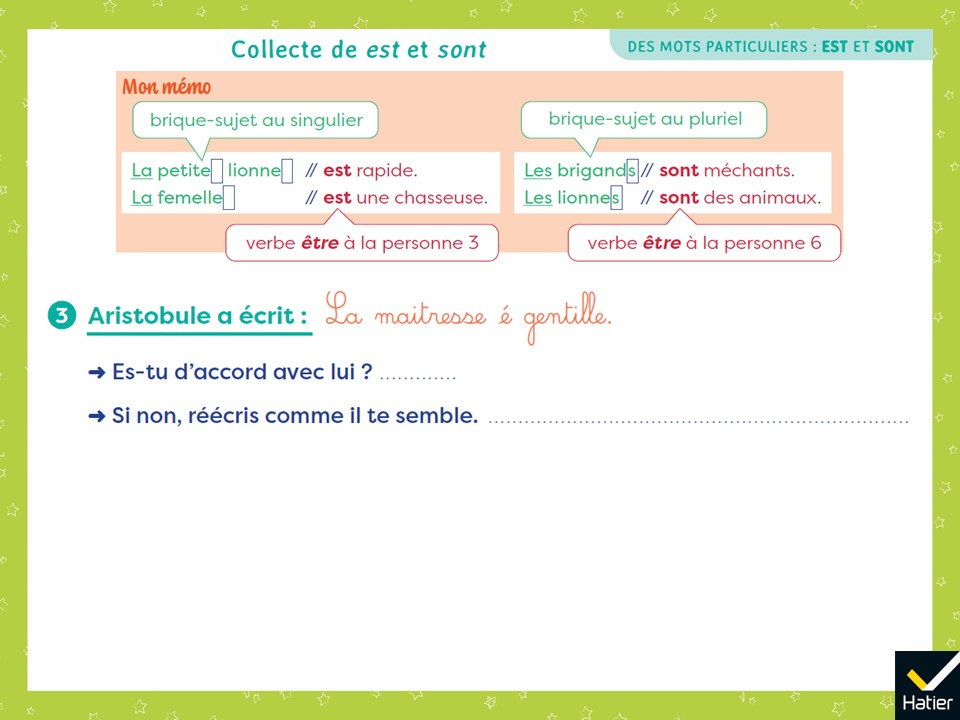 Collecte de est et sont
DES MOTS PARTICULIERS : EST ET SONT
Mon mémo
brique-sujet au singulier
La petite lionne // est rapide.
La femelle // est une chasseuse.
verbe être à la personne 3
brique-sujet au pluriel
Les brigands // sont méchants.
Les lionnes // sont des animaux.
verbe être à la personne 6
3 Aristobule a écrit : La maitresse é gentille.
➜ Es-tu d’accord avec lui ? .............
➜ Si non, réécris comme il te semble. ......................................................................
Hatier